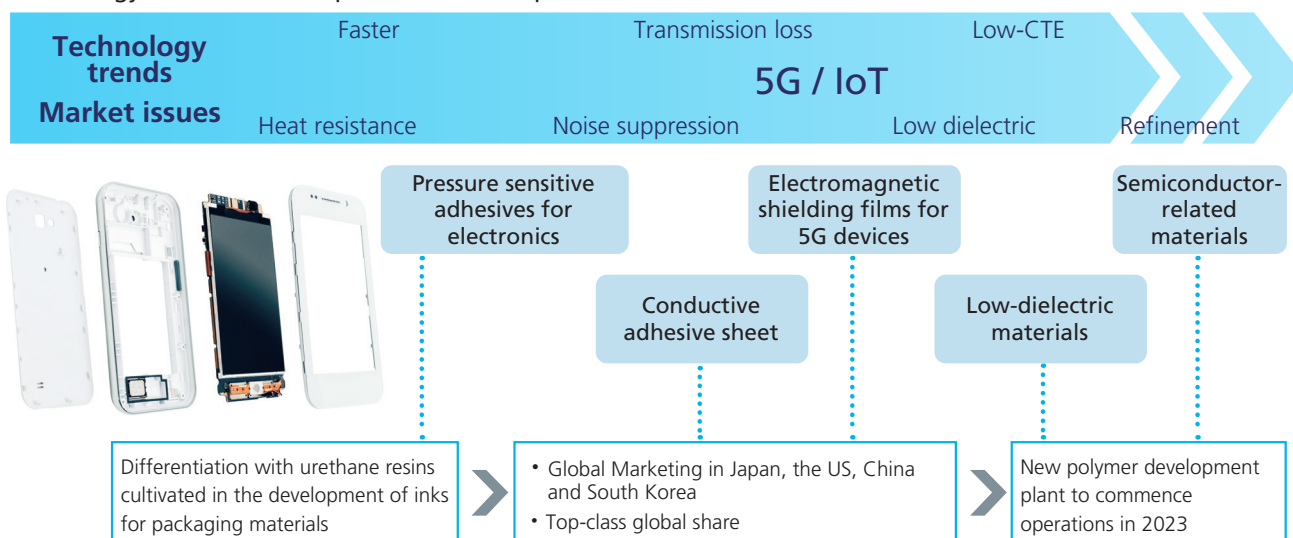 Technology
trends
Market issues
Faster
Transmission loss
Low-CTE
5G / IoT
Heat resistance
Noise suppression
Low dielectric
Refinement
Pressure sensitive
adhesives for
electronics
Electromagnetic
shielding films for
5G devices
Semiconductor-
related
materials
Conductive
adhesive sheet
Low-dielectric
materials
Differentiation with urethane resins
cultivated in the development of inks
for packaging materials
• Global Marketing in Japan, the US, China
and South Korea
• Top-class global share
New polymer development
plant to commence
operations in 2023